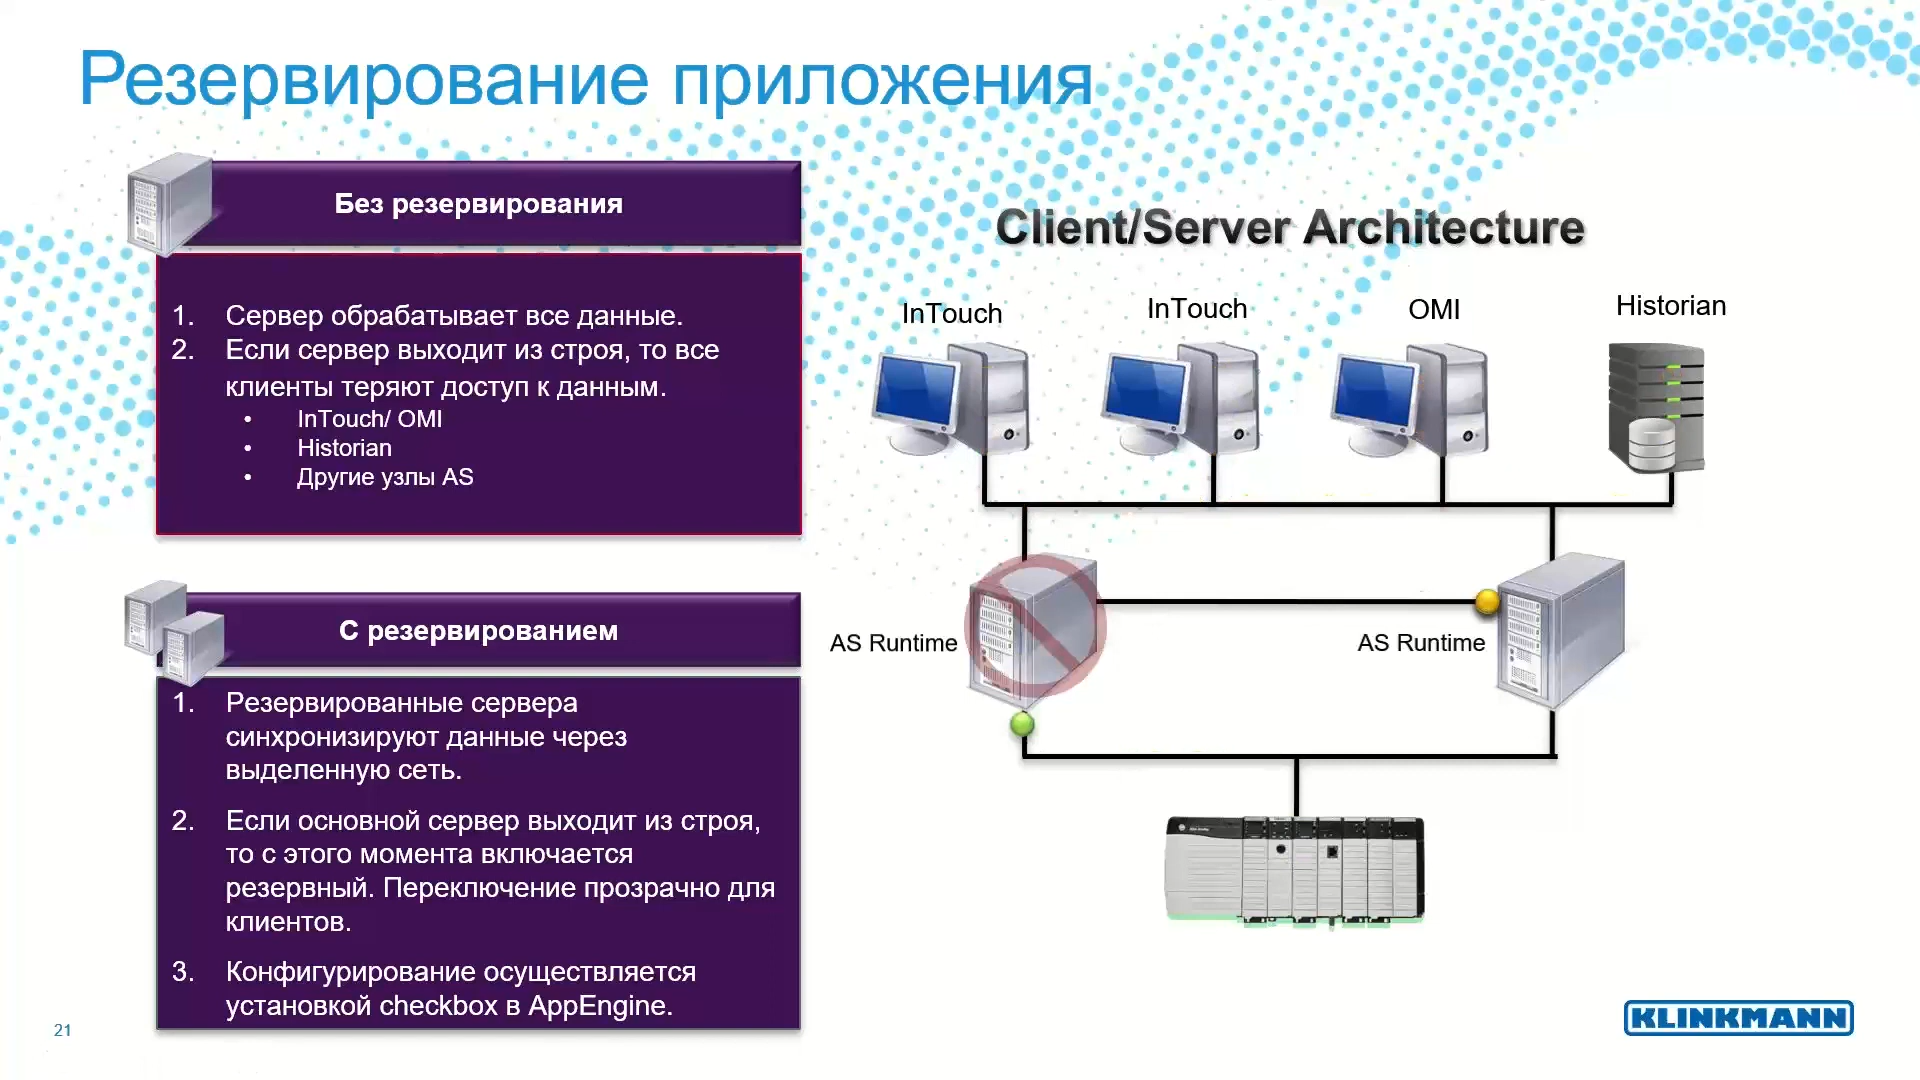 Резервирование приложения
Без резервирования
1. Сервер обрабатывает все данные.
2. Если сервер выходит из строя, то все
клиенты теряют доступ к данным.
• InTouch/ OMI
• Historian
• Другие узлы AS
С резервированием
1. Резервированные сервера
синхронизируют данные через
выделенную сеть.
2. Если основной сервер выходит из строя,
то с этого момента включается
резервный. Переключение прозрачно для
клиентов.
3. Конфигурирование осуществляется
установкой checkbox в AppEngine.
Client/Server Architecture
InTouch
InTouch
OMI
Historian
AS Runtime
AS Runtime
21
KLINKMANN